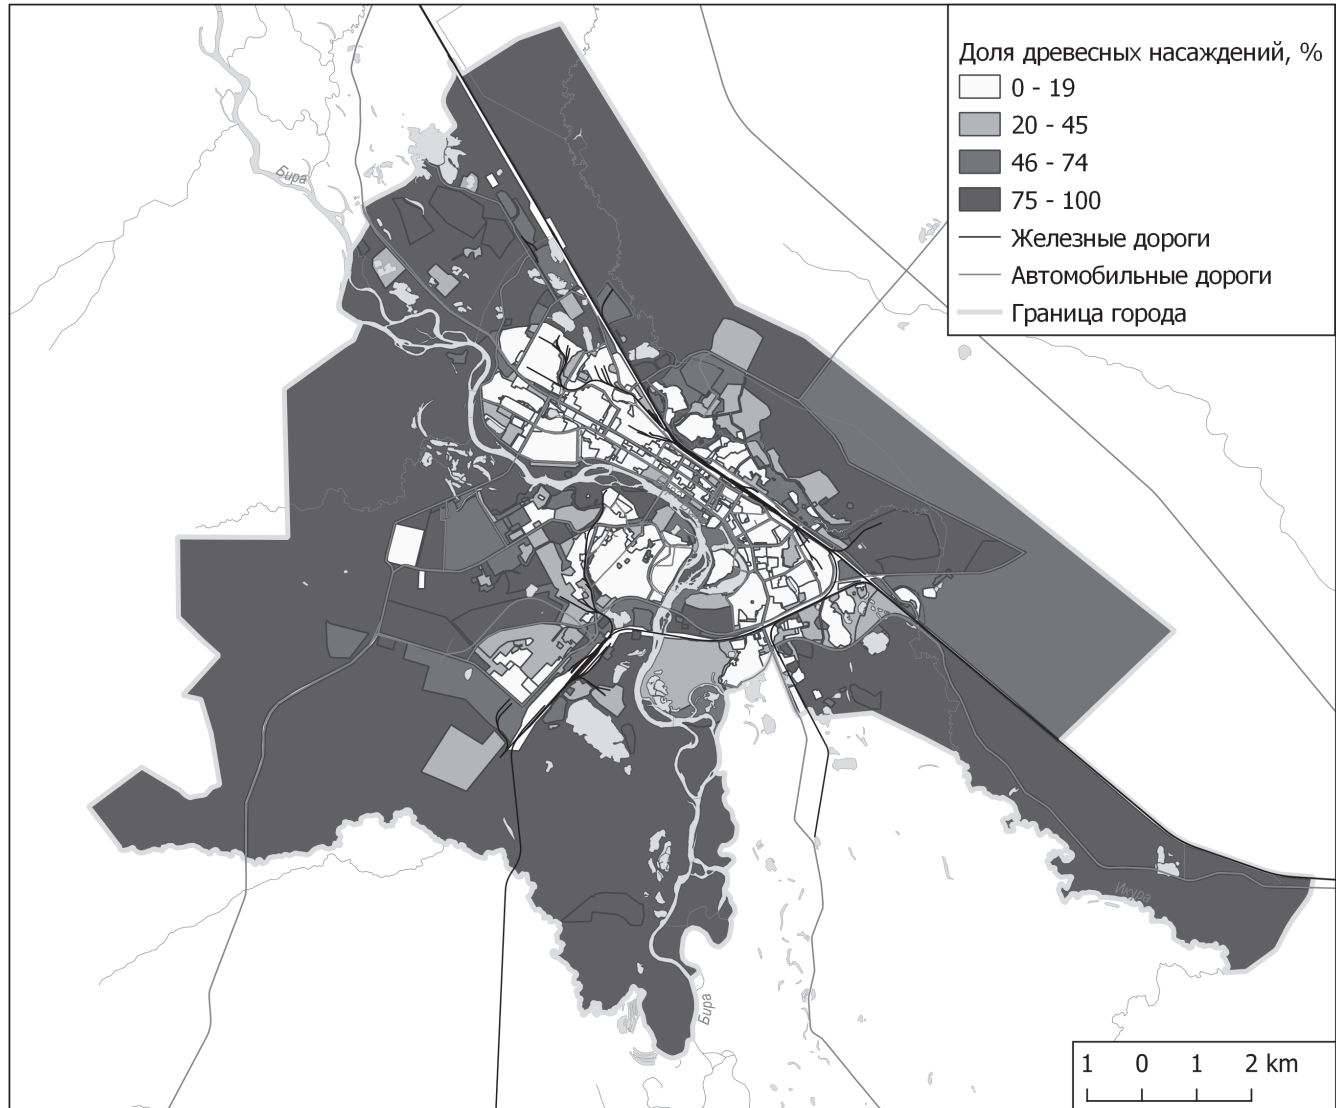 Доля древесных насаждений, %
0 - 19
20 - 45
46 - 74
75 - 100
Железные дороги
Автомобильные дороги
Граница города
Бира
Икура
Бира
1 0 1 2 km